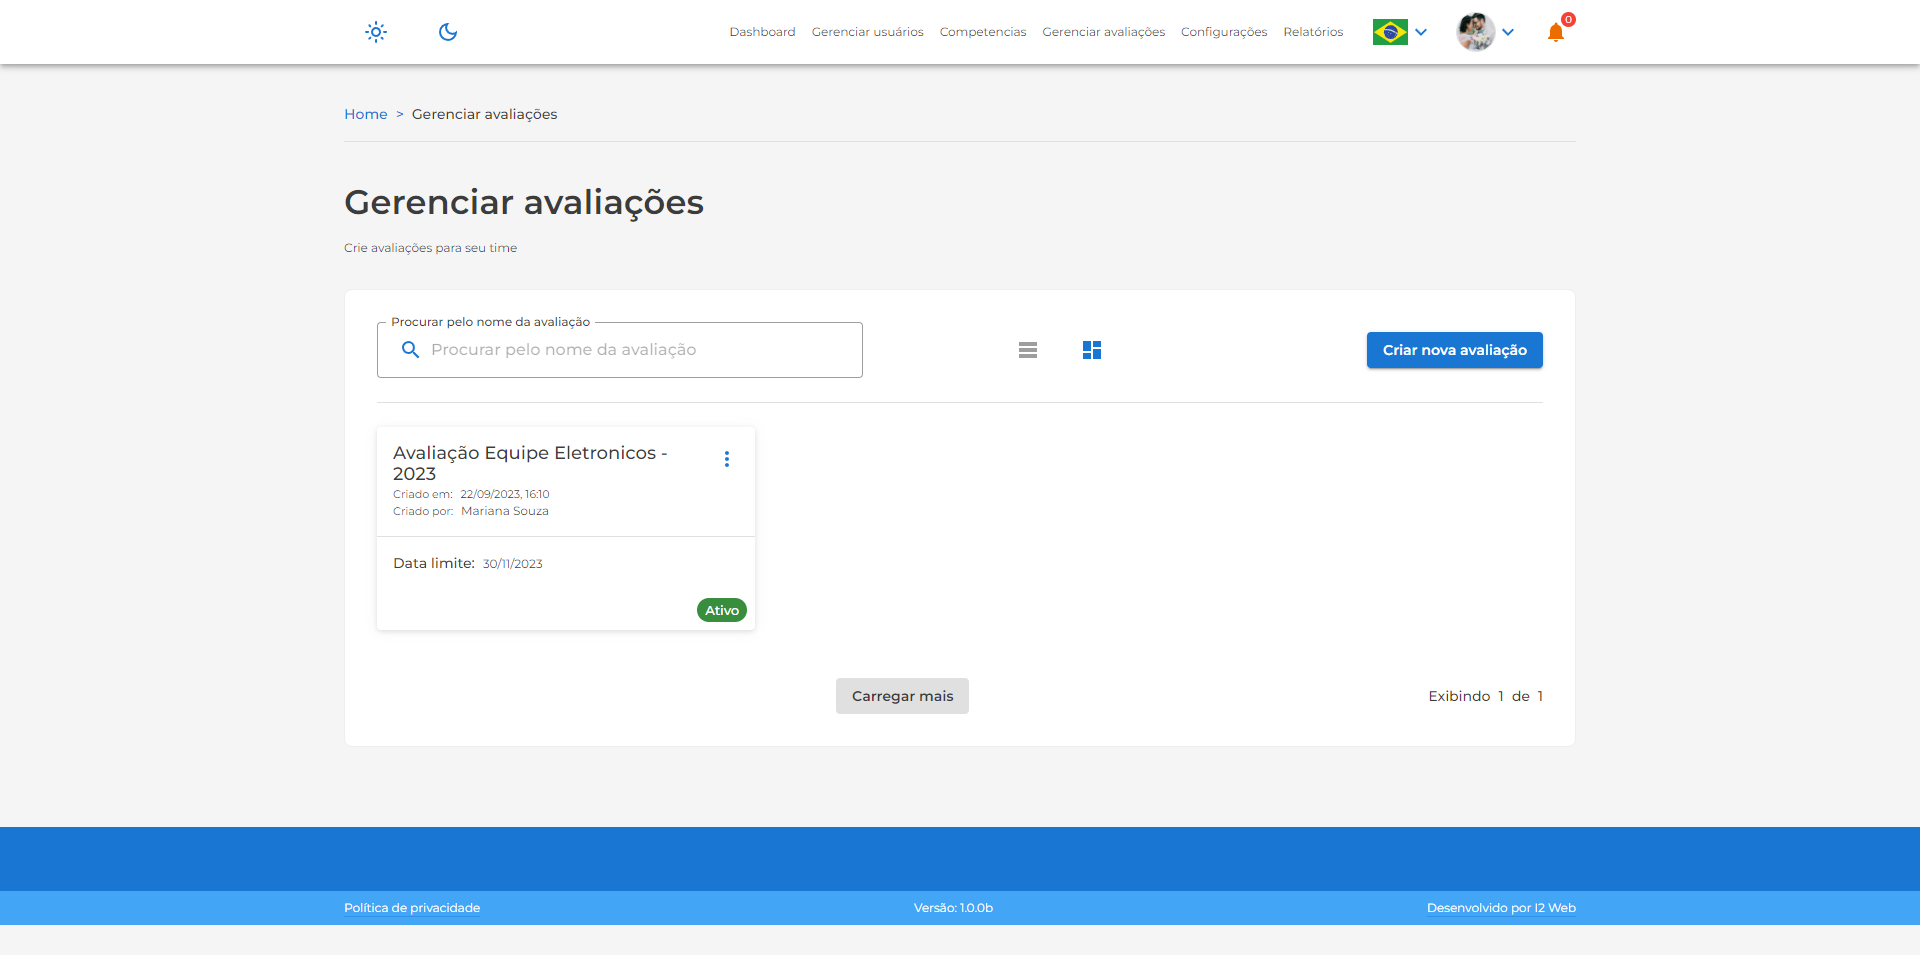 Dashboard Gerenciar usuários Competencias Gerenciar avaliações Configurações Relatórios 0
Home > Gerenciar avaliações
Gerenciar avaliações
Crie avaliações para seu time
Procurar pelo nome da avaliação
Procurar pelo nome da avaliação
Criar nova avaliação
Avaliação Equipe Eletronicos -
2023
Criado em: 22/09/2023, 16:10
Criado por: Mariana Souza
Data limite: 30/11/2023
Ativo
Carregar mais
Exibindo 1 de 1
Política de privacidade
Versão: 1.0.0b
Desenvolvido por I2 Web